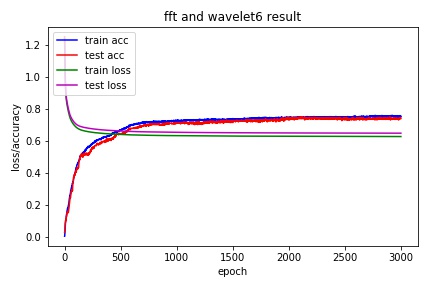 fft and wavelet6 result
train acc
test acc
train loss
test loss
loss/accuracy
1.2
1.0
0.8
0.6
0.4
0.2
0.0
0
500
1000
1500
2000
2500
3000
epoch